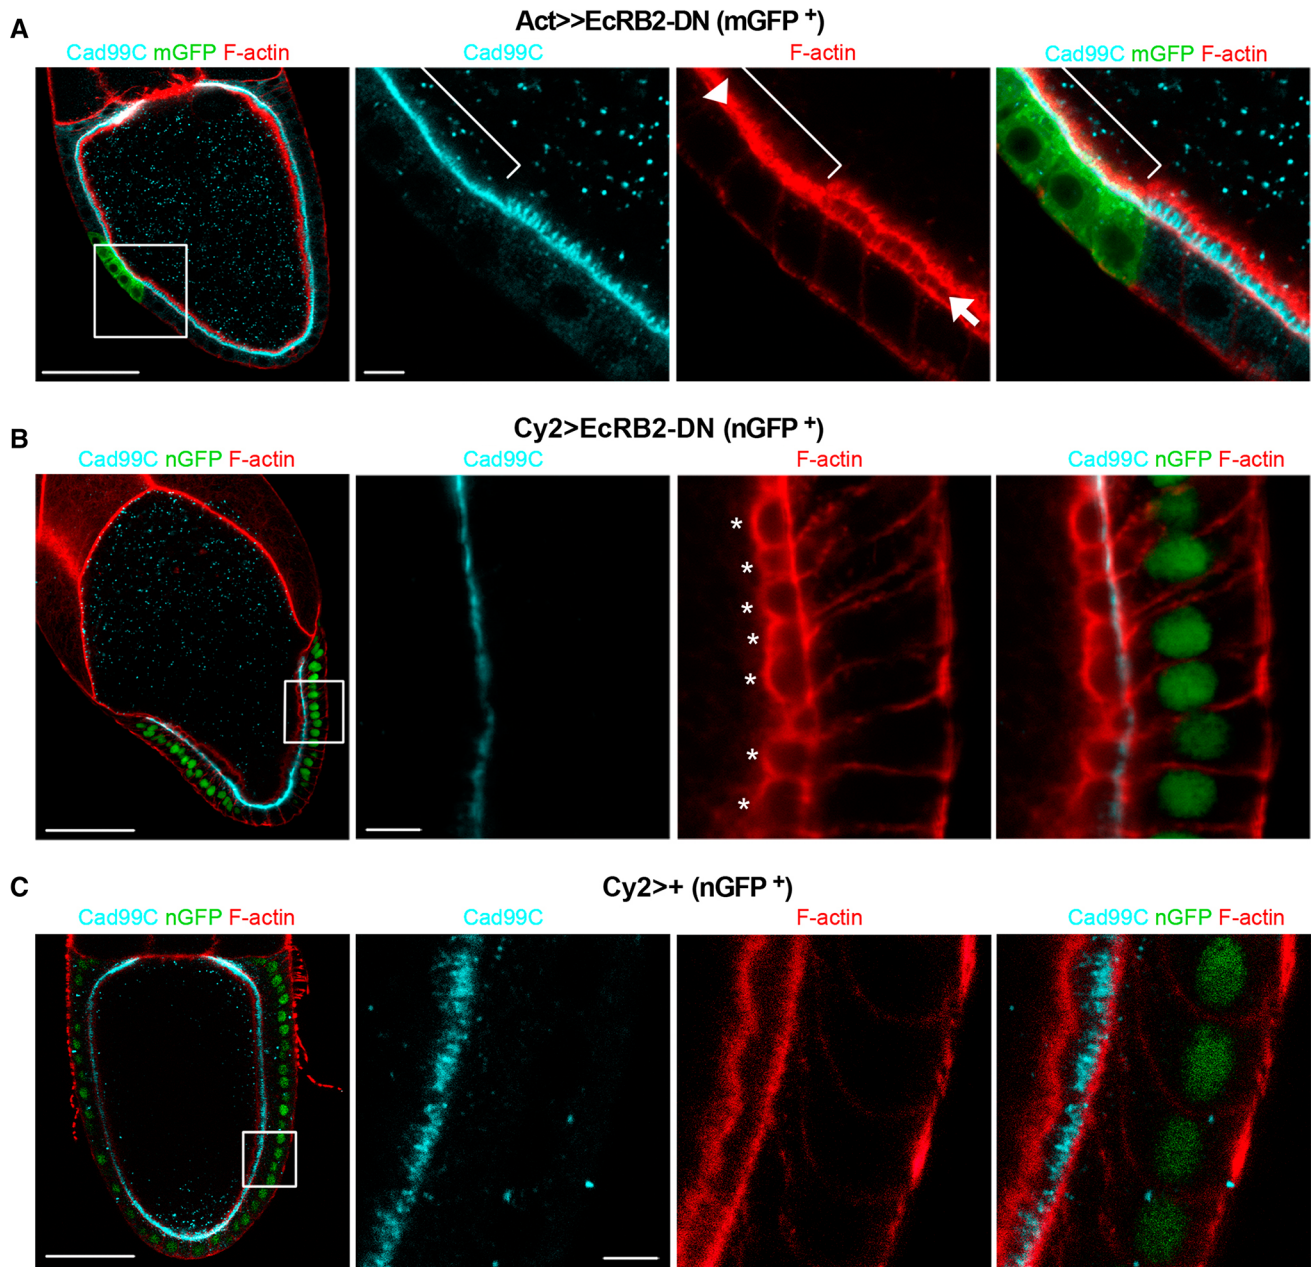 A
Act>>EcRB2-DN (mGFP +)
Cad99C mGFP F-actin
Cad99C
F-actin
Cad99C mGFP F-actin
B
Cy2>EcRB2-DN (nGFP +)
Cad99C nGFP F-actin
Cad99C
F-actin
Cad99C nGFP F-actin
*
*
*
*
*
*
*
C
Cy2>+ (nGFP +)
Cad99C nGFP F-actin
Cad99C
F-actin
Cad99C nGFP F-actin